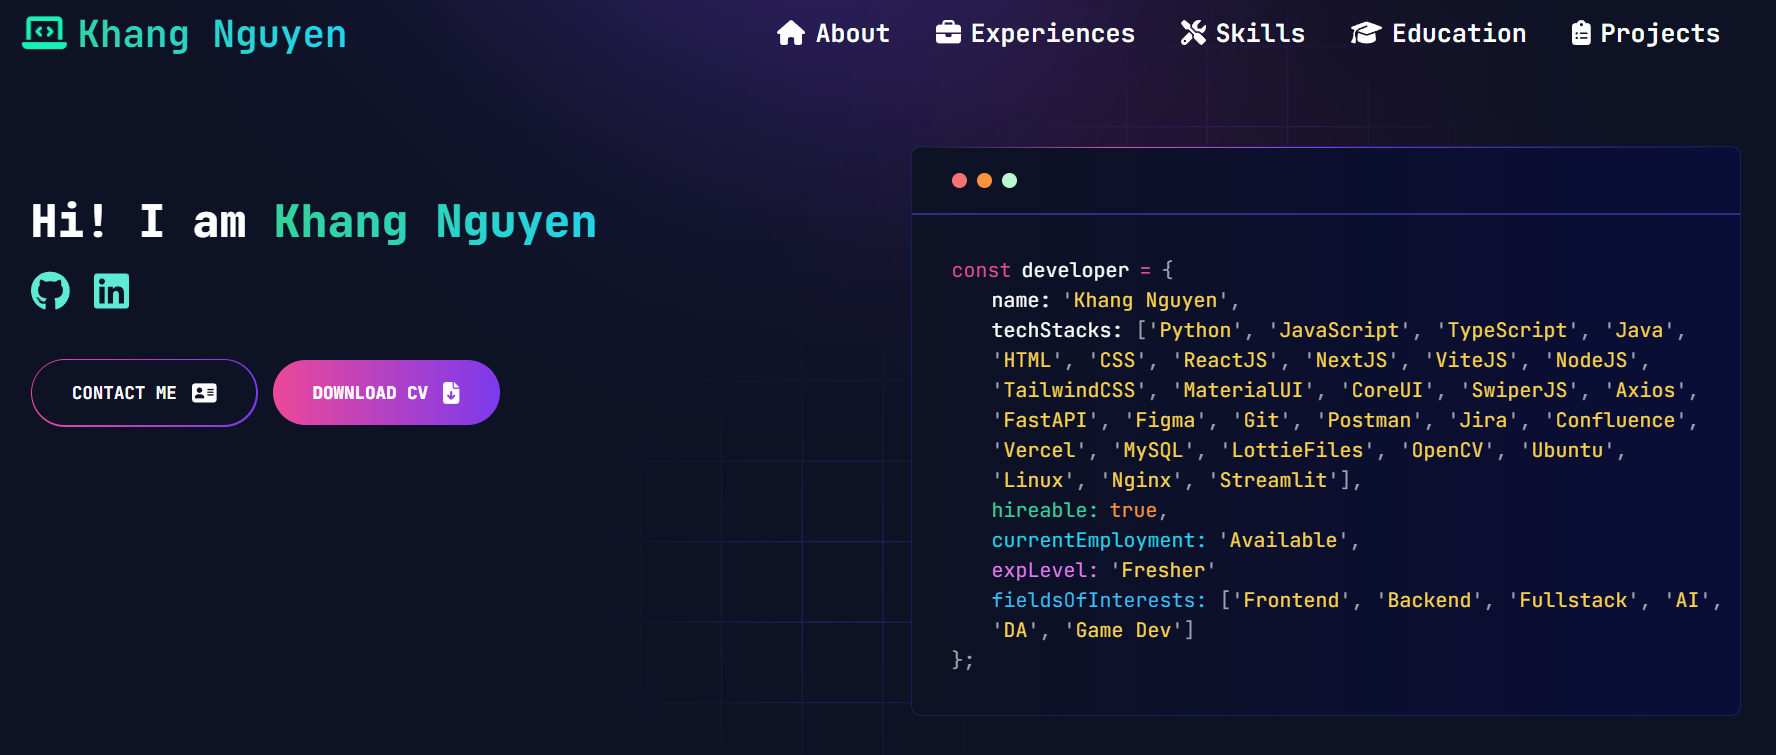 Khang Nguyen
About
Experiences
Skills
Education
Projects
Hi! I am Khang Nguyen
CONTACT ME
DOWNLOAD CV
const developer = {
name: 'Khang Nguyen',
techStacks: ['Python', 'JavaScript', 'TypeScript', 'Java',
'HTML', 'CSS', 'ReactJS', 'NextJS', 'ViteJS', 'NodeJS',
'TailwindCSS', 'MaterialUI', 'CoreUI', 'SwiperJS', 'Axios',
'FastAPI', 'Figma', 'Git', 'Postman', 'Jira', 'Confluence',
'Vercel', 'MySQL', 'LottieFiles', 'OpenCV', 'Ubuntu',
'Linux', 'Nginx', 'Streamlit'],
hireable: true,
currentEmployment: 'Available',
expLevel: 'Fresher'
fieldsOfInterests: ['Frontend', 'Backend', 'Fullstack', 'AI',
'DA', 'Game Dev']
};